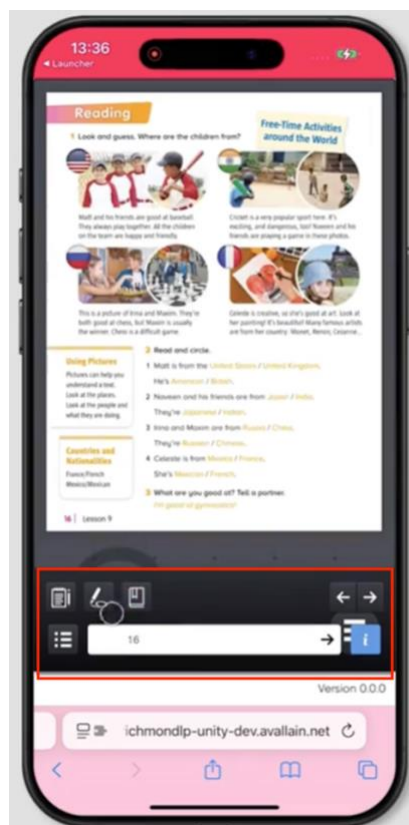 13:36
◂ Launcher
Reading
1 Look and guess. Where are the children from?
Free-Time Activities
around the World
Matt and his friends are good at baseball.
They always play together. All the children
on the team are happy and friendly.
Cricket is a very popular sport here. It's
exciting, and dangerous, too! Naveen and his
friends are playing a game in these photos.
This is a picture of Irina and Maxim. They're
both good at chess, but Maxim is usually
the winner. Chess is a difficult game.
Celeste is creative, so she's good at art. Look at
her painting! It's beautiful! Many famous artists
are from her country: Monet, Renoir, Cézanne...
Using Pictures
Pictures can help you
understand a text.
Look at the places.
Look at the people and
what they are doing.
Countries and
Nationalities
France/French
Mexico/Mexican
2 Read and circle.
1 Matt is from the United States / United Kingdom.
He's American / British.
2 Naveen and his friends are from Japan / India.
They're Japanese / Indian.
3 Irina and Maxim are from Russia / China.
They're Russian / Chinese.
4 Celeste is from Mexico / France.
She's Mexican / French.
3 What are you good at? Tell a partner.
I'm good at gymnastics!
16 | Lesson 9
16
i
Version 0.0.0
ichmondlp-unity-dev.avallain.net